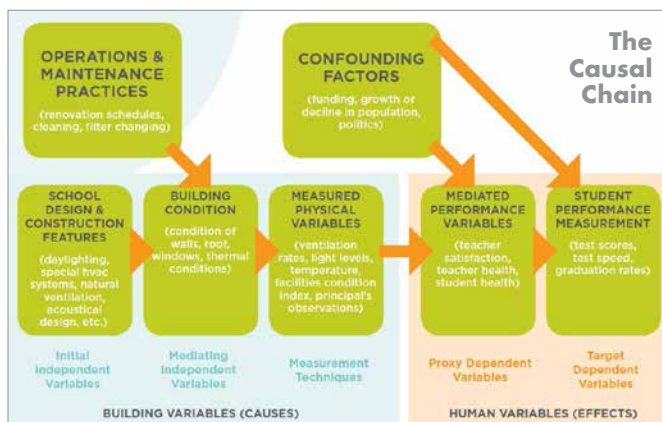 The
Causal
Chain
OPERATIONS &
MAINTENANCE
PRACTICES
(renovation schedules,
cleaning, filter changing)
CONFOUNDING
FACTORS
(funding, growth or
decline in population,
politics)
SCHOOL
DESIGN &
CONSTRUCTION
FEATURES
(daylighting,
special hvac
systems, natural
ventilation,
acoustical
design, etc.)
BUILDING
CONDITION
(condition of
walls, roof,
windows, thermal
conditions)
MEASURED
PHYSICAL
VARIABLES
(ventilation
rates, light levels,
temperature,
facilities condition
index, principal's
observations)
MEDIATED
PERFORMANCE
VARIABLES
(teacher
satisfaction,
teacher health,
student health)
STUDENT
PERFORMANCE
MEASUREMENT
(test scores,
test speed,
graduation rates)
Initial
Independent
Variables
Mediating
Independent
Variables
Measurement
Techniques
Proxy Dependent
Variables
Target
Dependent
Variables
BUILDING VARIABLES (CAUSES)
HUMAN VARIABLES (EFFECTS)